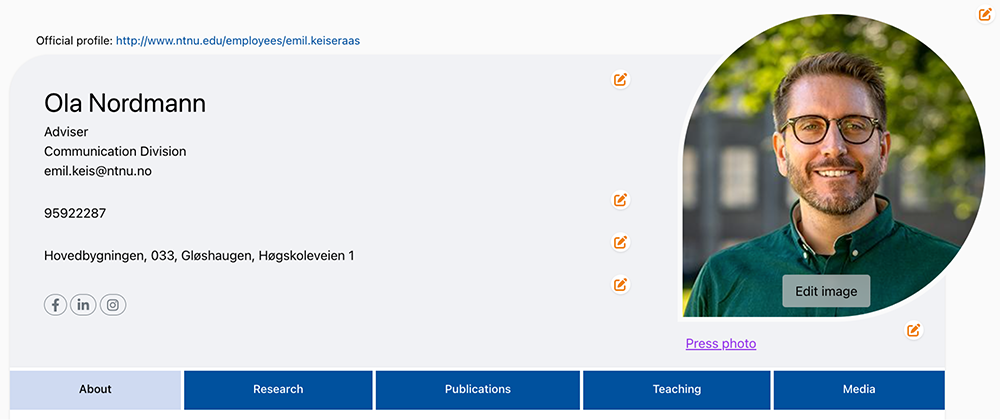 Official profile: http://www.ntnu.edu/employees/emil.keiseraas
Ola Nordmann
Adviser
Communication Division
emil.keis@ntnu.no
95922287
Hovedbygningen, 033, Gløshaugen, Høgskoleveien 1
Edit image
Press photo
About
Research
Publications
Teaching
Media